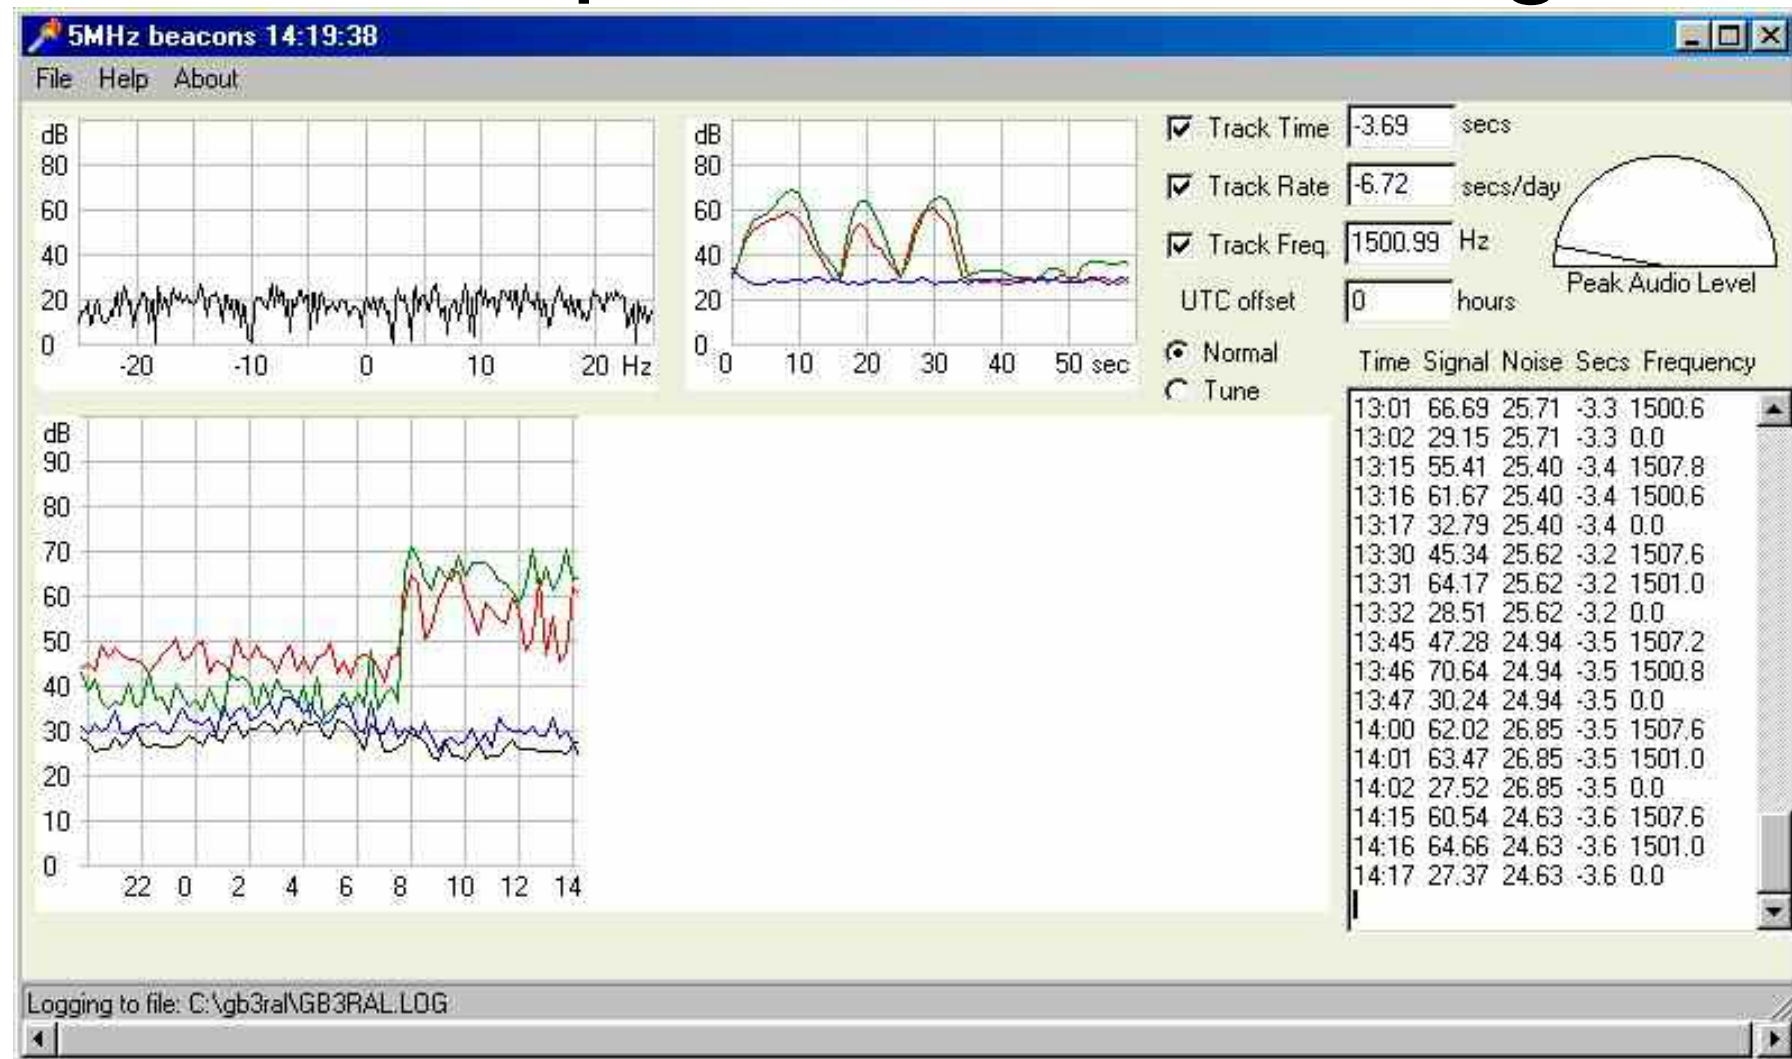 5MHz beacons 14:19:38
File Help About
dB
80
60
40
20
0
-20 -10 0 10 20 Hz
dB
80
60
40
20
0
0 10 20 30 40 50 sec
Track Time -3.69 secs
Track Rate -6.72 secs/day
Track Freq. 1500.99 Hz
UTC offset 0 hours
Normal
Tune
Peak Audio Level
Time Signal Noise Secs Frequency
13:01 66.69 25.71 -3.3 1500.6
13:02 29.15 25.71 -3.3 0.0
13:15 55.41 25.40 -3.4 1507.8
13:16 61.67 25.40 -3.4 1500.6
13:17 32.79 25.40 -3.4 0.0
13:30 45.34 25.62 -3.2 1507.6
13:31 64.17 25.62 -3.2 1501.0
13:32 28.51 25.62 -3.2 0.0
13:45 47.28 24.94 -3.5 1507.2
13:46 70.64 24.94 -3.5 1500.8
13:47 30.24 24.94 -3.5 0.0
14:00 62.02 26.85 -3.5 1507.6
14:01 63.47 26.85 -3.5 1501.0
14:02 27.52 26.85 -3.5 0.0
14:15 60.54 24.63 -3.6 1507.6
14:16 64.66 24.63 -3.6 1501.0
14:17 27.37 24.63 -3.6 0.0
dB
90
80
70
60
50
40
30
20
10
0
22 0 2 4 6 8 10 12 14
Logging to file: C:\gb3ral\GB3RAL.LOG